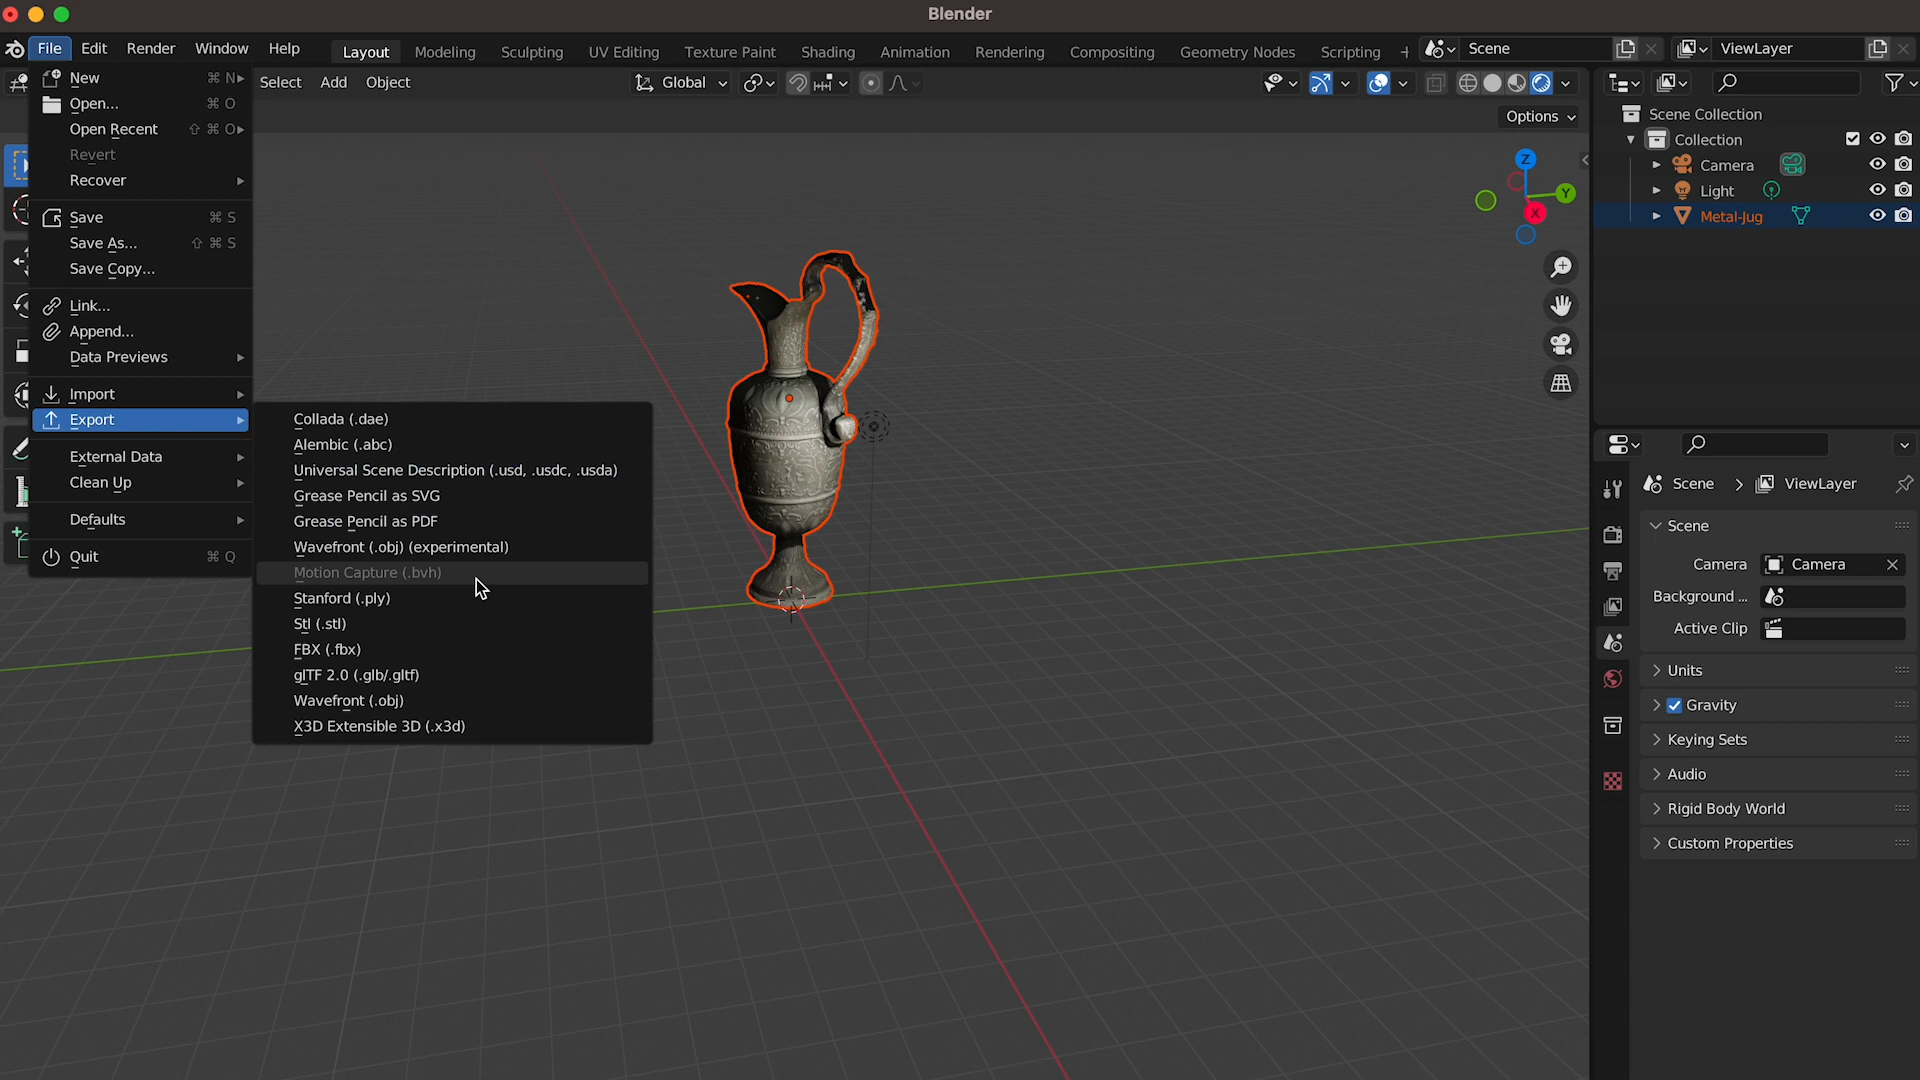 Blender
File Edit Render Window Help Layout Modeling Sculpting UV Editing Texture Paint Shading Animation Rendering Compositing Geometry Nodes Scripting + Scene ViewLayer
Select Add Object Global
Options
New ⌘ N
Open... ⌘ O
Open Recent ⇧ ⌘ O
Revert
Recover
Save ⌘ S
Save As... ⇧ ⌘ S
Save Copy...
Link...
Append...
Data Previews
Import
Export
External Data
Clean Up
Defaults
Quit ⌘ Q
Collada (.dae)
Alembic (.abc)
Universal Scene Description (.usd, .usdc, .usda)
Grease Pencil as SVG
Grease Pencil as PDF
Wavefront (.obj) (experimental)
Motion Capture (.bvh)
Stanford (.ply)
Stl (.stl)
FBX (.fbx)
glTF 2.0 (.glb/.gltf)
Wavefront (.obj)
X3D Extensible 3D (.x3d)
Z
Y
X
Scene Collection
Collection
Camera
Light
Metal-Jug
Scene > ViewLayer
Scene
Camera Camera
Background ...
Active Clip
Units
Gravity
Keying Sets
Audio
Rigid Body World
Custom Properties